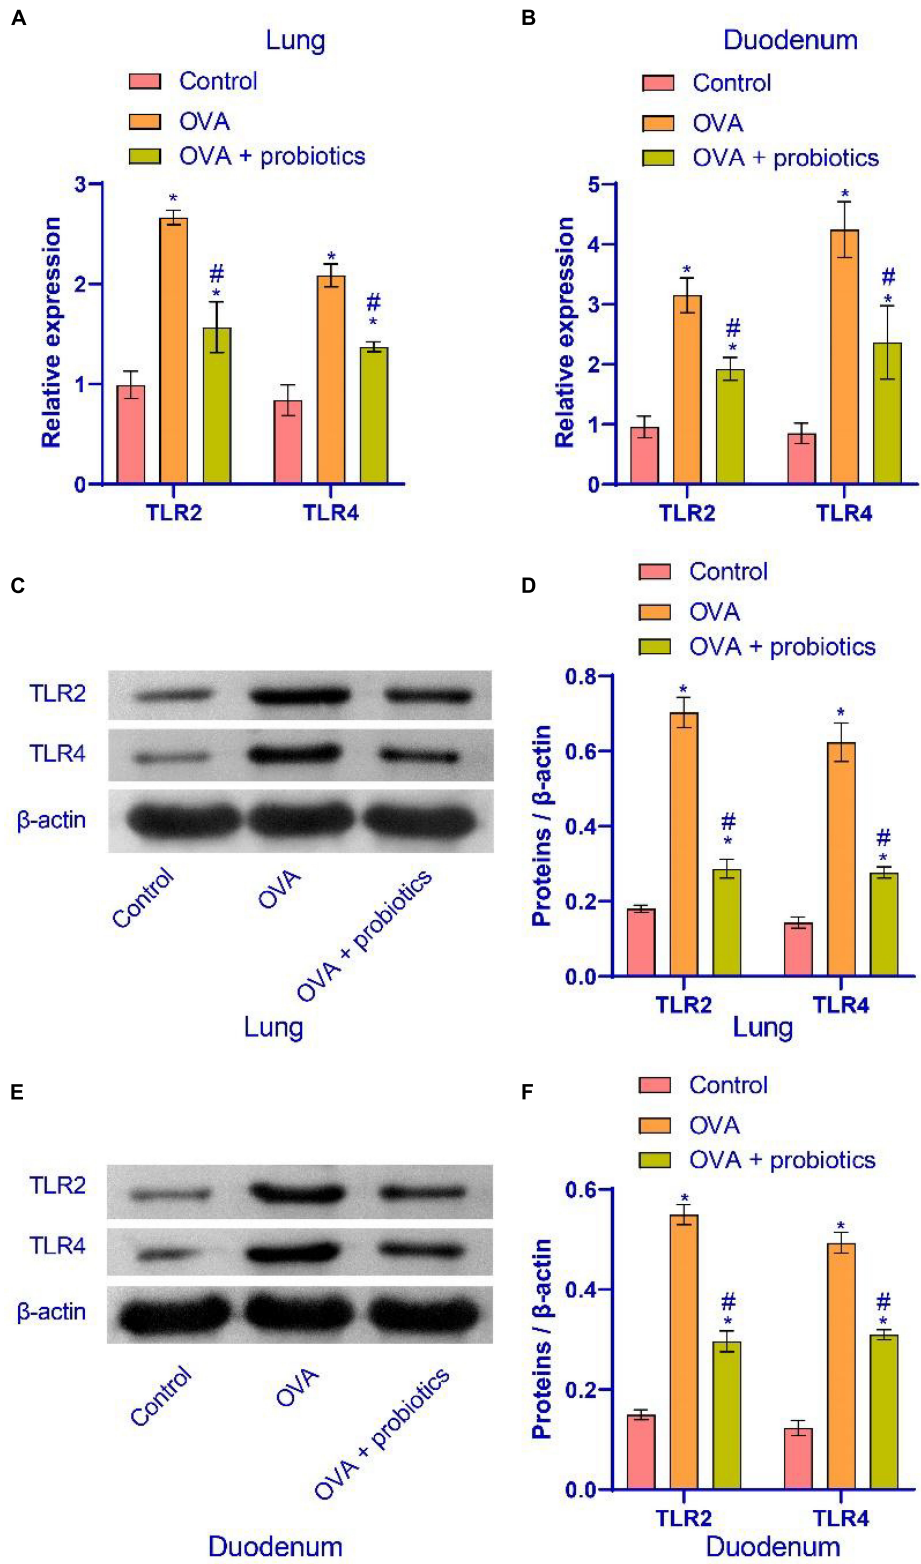 A
Lung
Control
OVA
OVA + probiotics
Relative expression
3
2
1
0
*
#
*
*
#
*
TLR2 TLR4
B
Duodenum
Control
OVA
OVA + probiotics
Relative expression
5
4
3
2
1
0
*
#
*
*
#
*
TLR2 TLR4
C
TLR2
TLR4
β-actin
Control OVA OVA + probiotics
Lung
D
Control
OVA
OVA + probiotics
Proteins / β-actin
0.8
0.6
0.4
0.2
0.0
*
#
*
*
#
*
TLR2 TLR4
Lung
E
TLR2
TLR4
β-actin
Control OVA OVA + probiotics
Duodenum
F
Control
OVA
OVA + probiotics
Proteins / β-actin
0.6
0.4
0.2
0.0
*
#
*
*
#
*
TLR2 TLR4
Duodenum